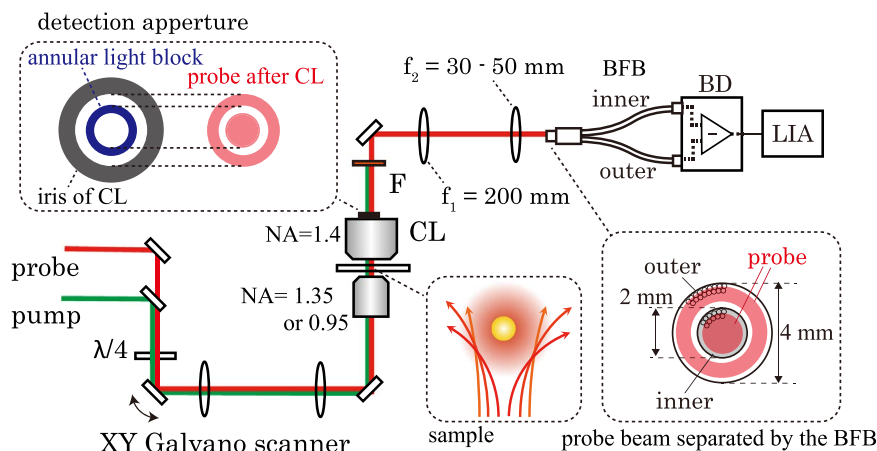 detection apperture
annular light block
probe after CL
iris of CL
f2 = 30 - 50 mm
BFB
BD
inner
outer
LIA
f1 = 200 mm
F
NA=1.4
CL
probe
pump
NA= 1.35
or 0.95
λ/4
XY Galvano scanner
sample
outer
probe
2 mm
4 mm
inner
probe beam separated by the BFB